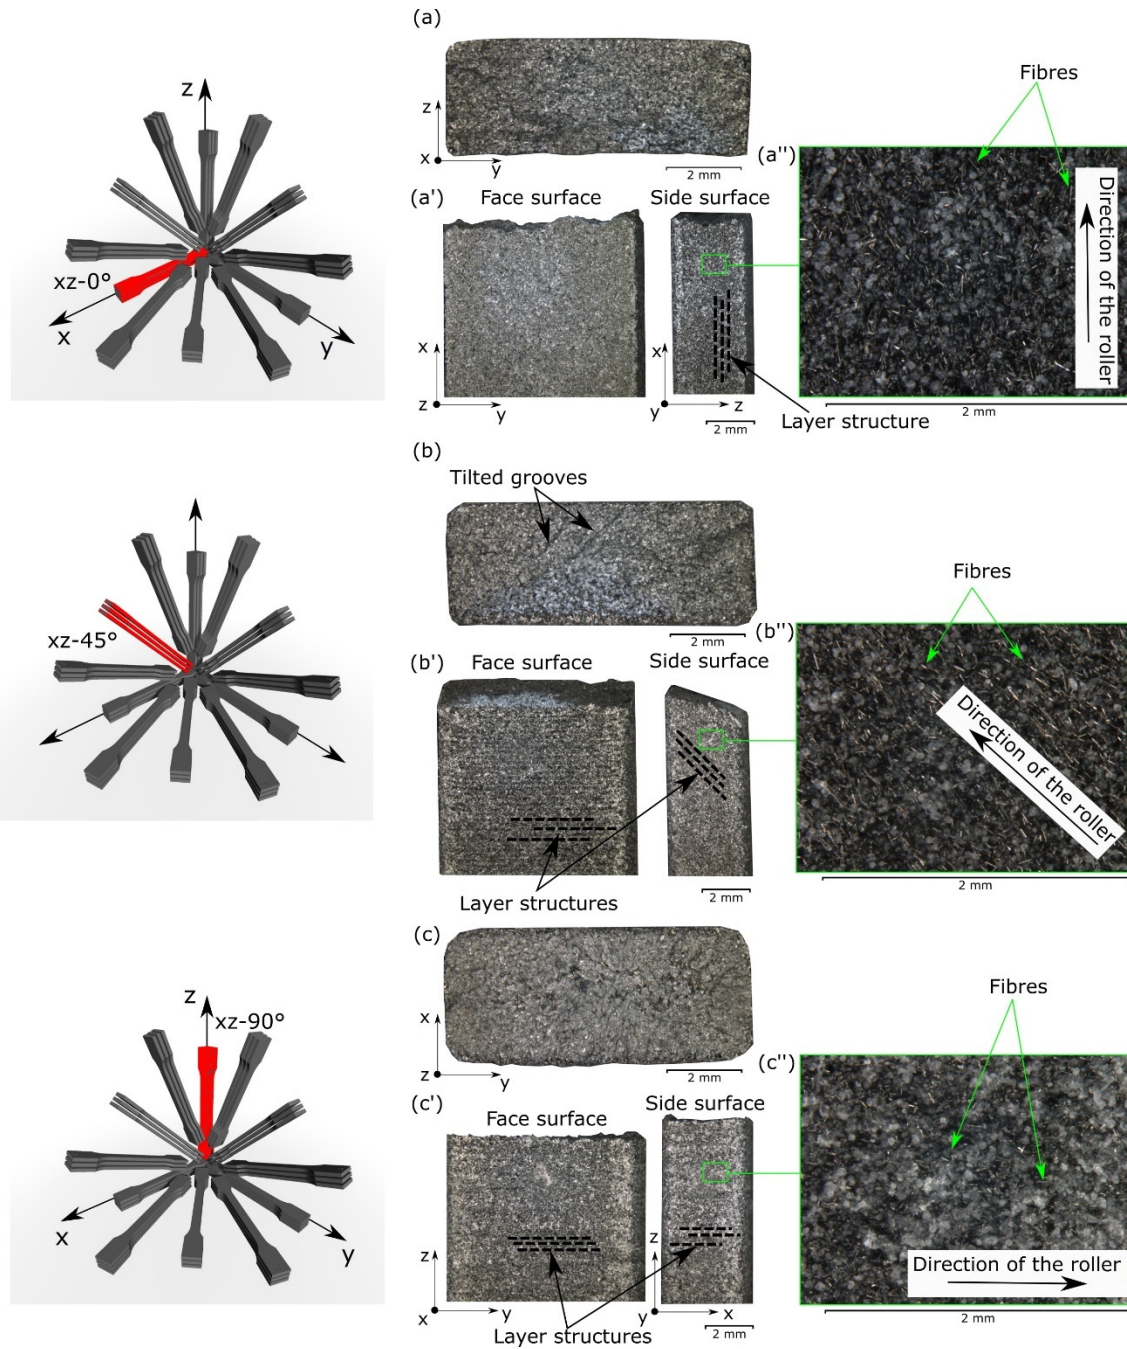 (a)
z
xz-0°
x
y
z
x
y
2 mm
(a')
Face surface
Side surface
x
z
y
x
y
z
2 mm
Layer structure
(a'')
Fibres
Direction of the roller
2 mm
(b)
xz-45°
Tilted grooves
2 mm
(b')
Face surface
Side surface
Layer structures
2 mm
(b'')
Fibres
Direction of the roller
2 mm
(c)
z
xz-90°
x
y
x
z
y
2 mm
(c')
Face surface
Side surface
z
x
y
z
y
x
2 mm
Layer structures
(c'')
Fibres
Direction of the roller
2 mm